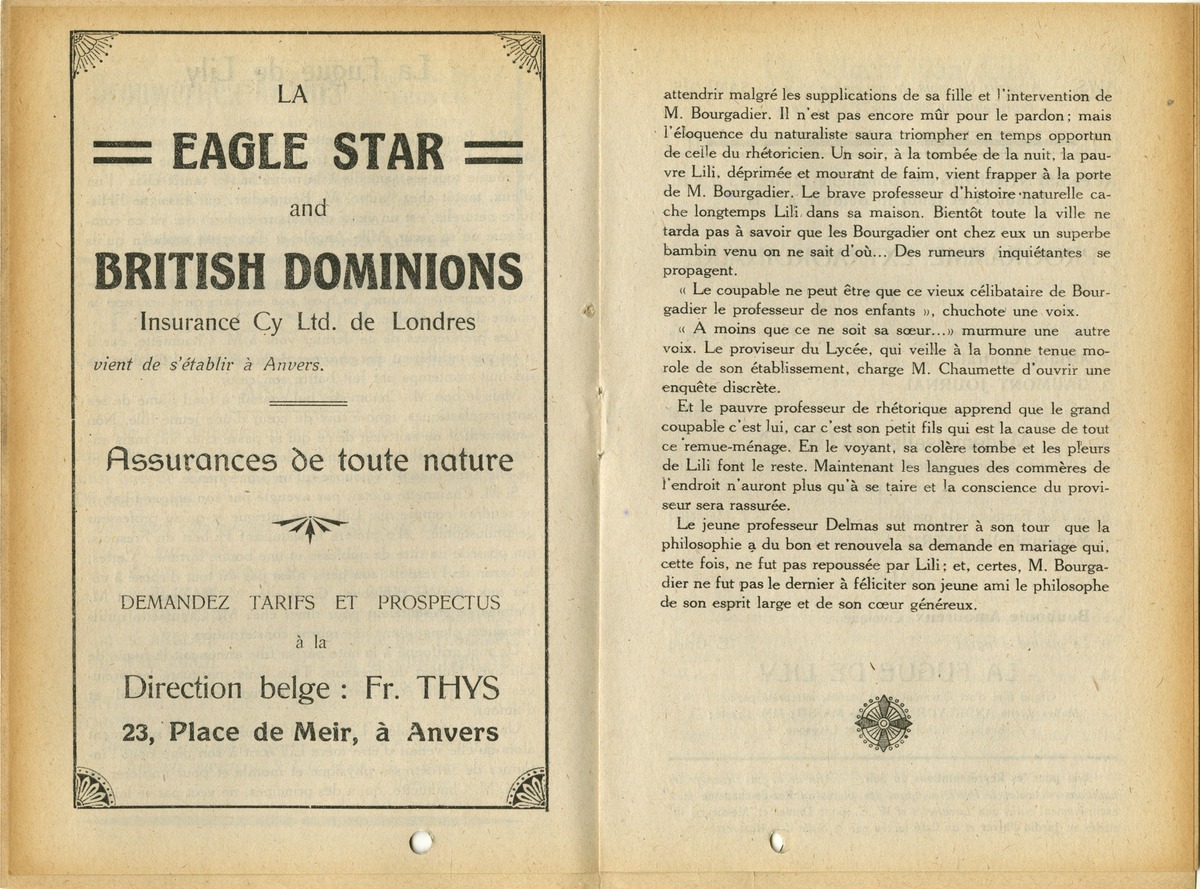 LA
EAGLE STAR
and
BRITISH DOMINIONS
Insurance Cy Ltd. de Londres
vient de s'établir à Anvers.
Assurances de toute nature
DEMANDEZ TARIFS ET PROSPECTUS
à la
Direction belge : Fr. THYS
23, Place de Meir, à Anvers
attendrir malgré les supplications de sa fille et l'intervention de
M. Bourgadier. Il n'est pas encore mûr pour le pardon ; mais
l'éloquence du naturaliste saura triompher en temps opportun
de celle du rhétoricien. Un soir, à la tombée de la nuit, la pau-
vre Lili, déprimée et mourant de faim, vient frapper à la porte
de M. Bourgadier. Le brave professeur d'histoire naturelle ca-
che longtemps Lili dans sa maison. Bientôt toute la ville ne
tarda pas à savoir que les Bourgadier ont chez eux un superbe
bambin venu on ne sait d'où... Des rumeurs inquiétantes se
propagent.
« Le coupable ne peut être que ce vieux célibataire de Bour-
gadier le professeur de nos enfants », chuchote une voix.
« A moins que ce ne soit sa sœur...» murmure une autre
voix. Le proviseur du Lycée, qui veille à la bonne tenue mo-
role de son établissement, charge M. Chaumette d'ouvrir une
enquête discrète.
Et le pauvre professeur de rhétorique apprend que le grand
coupable c'est lui, car c'est son petit fils qui est la cause de tout
ce remue-ménage. En le voyant, sa colère tombe et les pleurs
de Lili font le reste. Maintenant les langues des commères de
l'endroit n'auront plus qu'à se taire et la conscience du provi-
seur sera rassurée.
Le jeune professeur Delmas sut montrer à son tour que la
philosophie a du bon et renouvela sa demande en mariage qui,
cette fois, ne fut pas repoussée par Lili ; et, certes, M. Bourga-
dier ne fut pas le dernier à féliciter son jeune ami le philosophe
de son esprit large et de son cœur généreux.